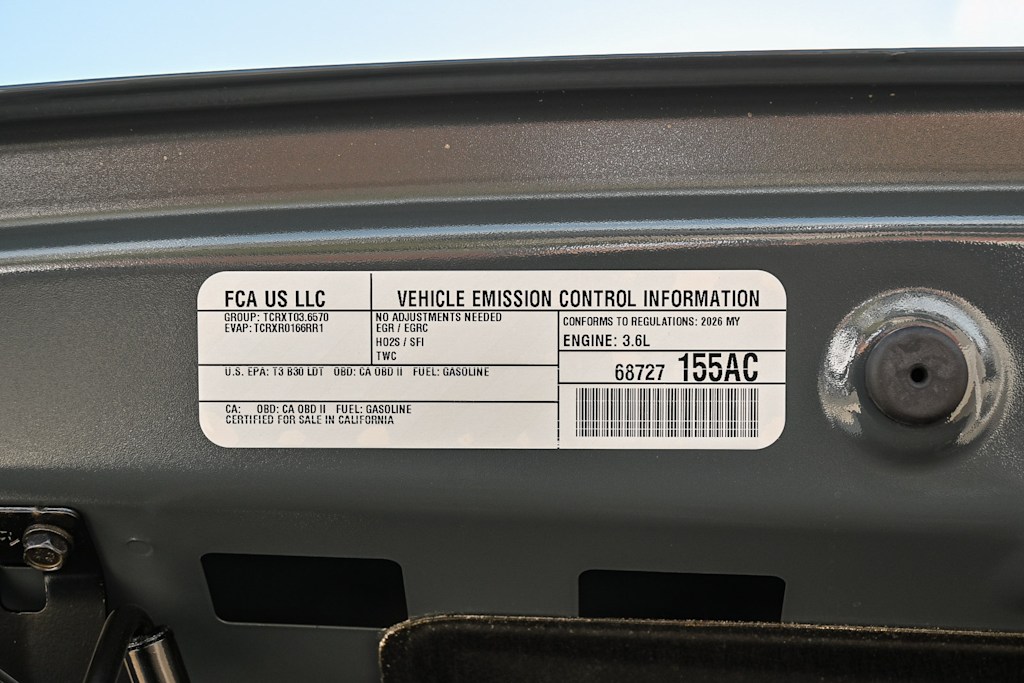 FCA US LLC
VEHICLE EMISSION CONTROL INFORMATION
GROUP: TCRXT03.6570
EVAP: TCRXR0166RR1
NO ADJUSTMENTS NEEDED
EGR / EGRC
HO2S / SFI
TWC
CONFORMS TO REGULATIONS: 2026 MY
ENGINE: 3.6L
68727 155AC
U.S. EPA: T3 B30 LDT OBD: CA OBD II FUEL: GASOLINE
CA: OBD: CA OBD II FUEL: GASOLINE
CERTIFIED FOR SALE IN CALIFORNIA